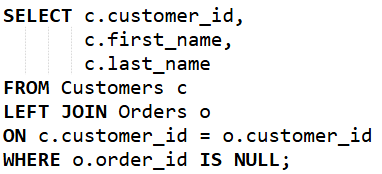 SELECT c.customer_id,
       c.first_name,
       c.last_name
FROM Customers c
LEFT JOIN Orders o
ON c.customer_id = o.customer_id
WHERE o.order_id IS NULL;